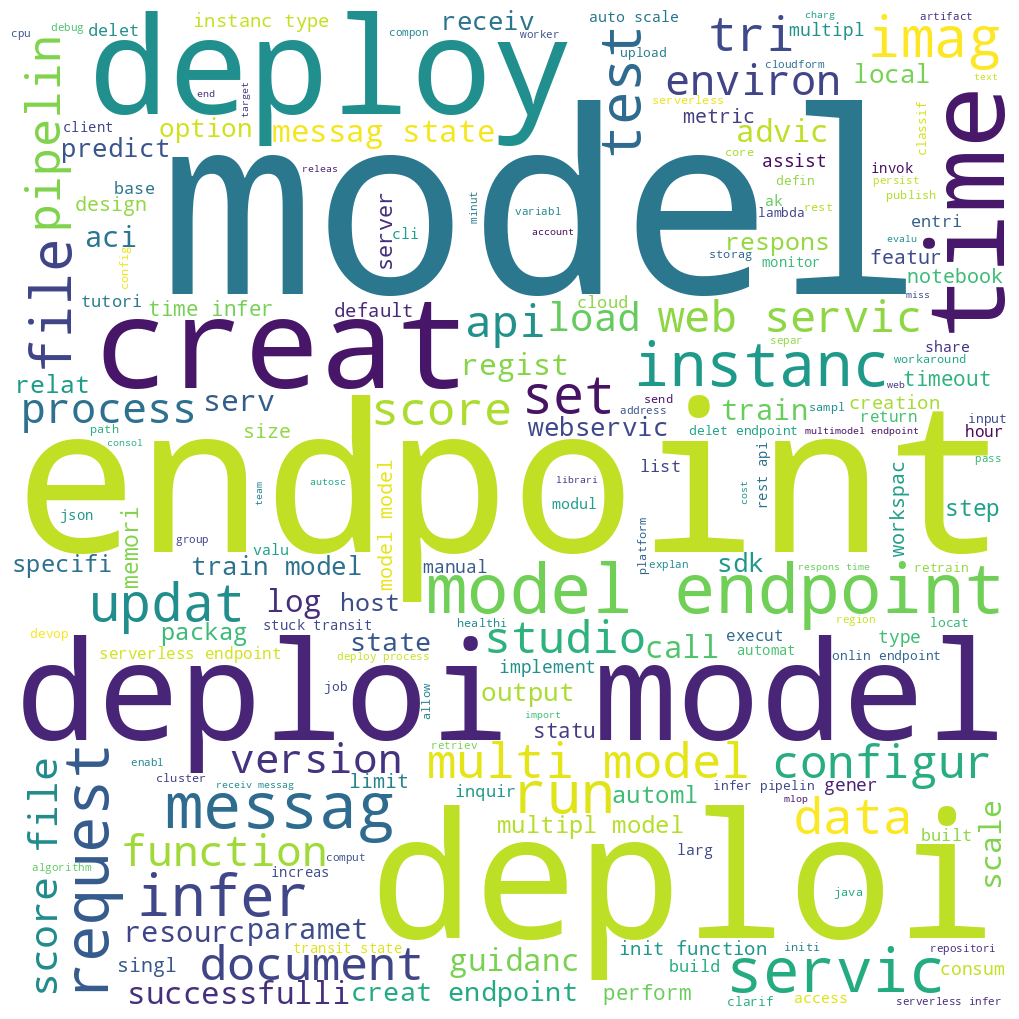 cpu
debug
delet
instanc type
compon
receiv
worker
auto scale
upload
charg
multipl
artifact
deploy
tri
imag
cloudform
text
test
environ
local
serverless
metric
advic
classif
time
pipelin
end
target
client
option
messag state
predict
releas
core
assist
invok
defin
persist
publish
ak
lambda
rest
model
base
design
aci
server
cli
minut
variabl
account
storag
respons
monitor
entri
evalu
featur
notebook
miss
file
config
tutori
time infer
default
cloud
creat
api
load
web servic
separ
share
workaround
web
timeout
relat
regist
instanc
process
serv
score
set
address
webservic
train
sampl
creation
return
input
hour
path
consol
size
delet endpoint
multimodel endpoint
endpoint
json
team
autosc
model model
librari
modul
list
cost
rest api
workspac
pass
step
memori
group
valu
specifi
train model
manual
platform
explan
sdk
respons time
retrain
updat
log
host
model endpoint
devop
packag
stuck transit
state
healthi
studio
call
execut
automat
region
type
locat
serverless endpoint
deploy process
implement
onlin endpoint
deploi model
job
allow
output
import
statu
enabl
version
retriev
multi model
configur
cluster
receiv messag
limit
inquir
run
automl
infer pipelin
mlop
gener
score file
request
messag
multipl model
data
built
scale
function
comput
larg
algorithm
increas
infer
deploi
java
resourc
paramet
transit state
init function
initi
repositori
singl
document
guidanc
build
servic
consum
successfulli
creat endpoint
perform
clarif
access
serverless infer